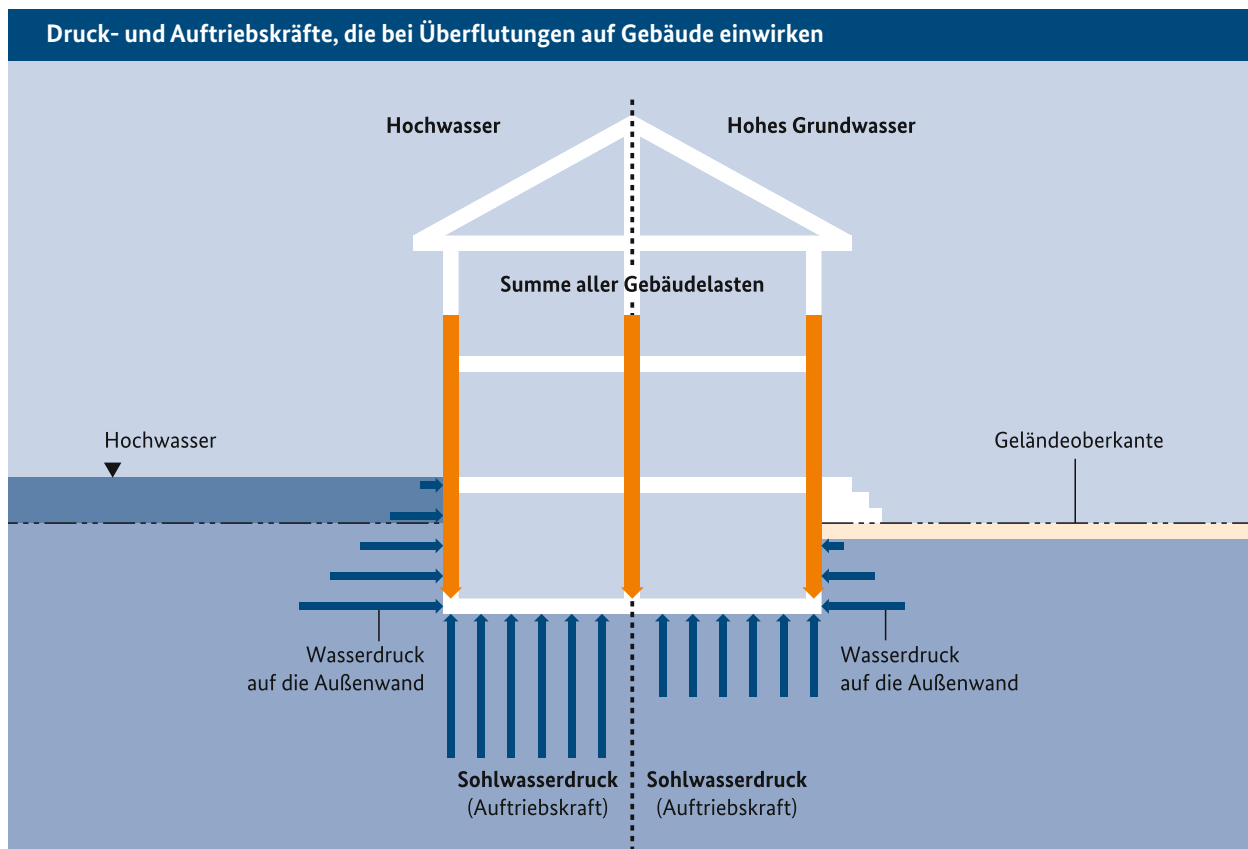 Druck- und Auftriebskräfte, die bei Überflutungen auf Gebäude einwirken
Hochwasser
Hohes Grundwasser
Summe aller Gebäudelasten
Hochwasser
Geländeoberkante
Wasserdruck
auf die Außenwand
Wasserdruck
auf die Außenwand
Sohlwasserdruck
(Auftriebskraft)
Sohlwasserdruck
(Auftriebskraft)